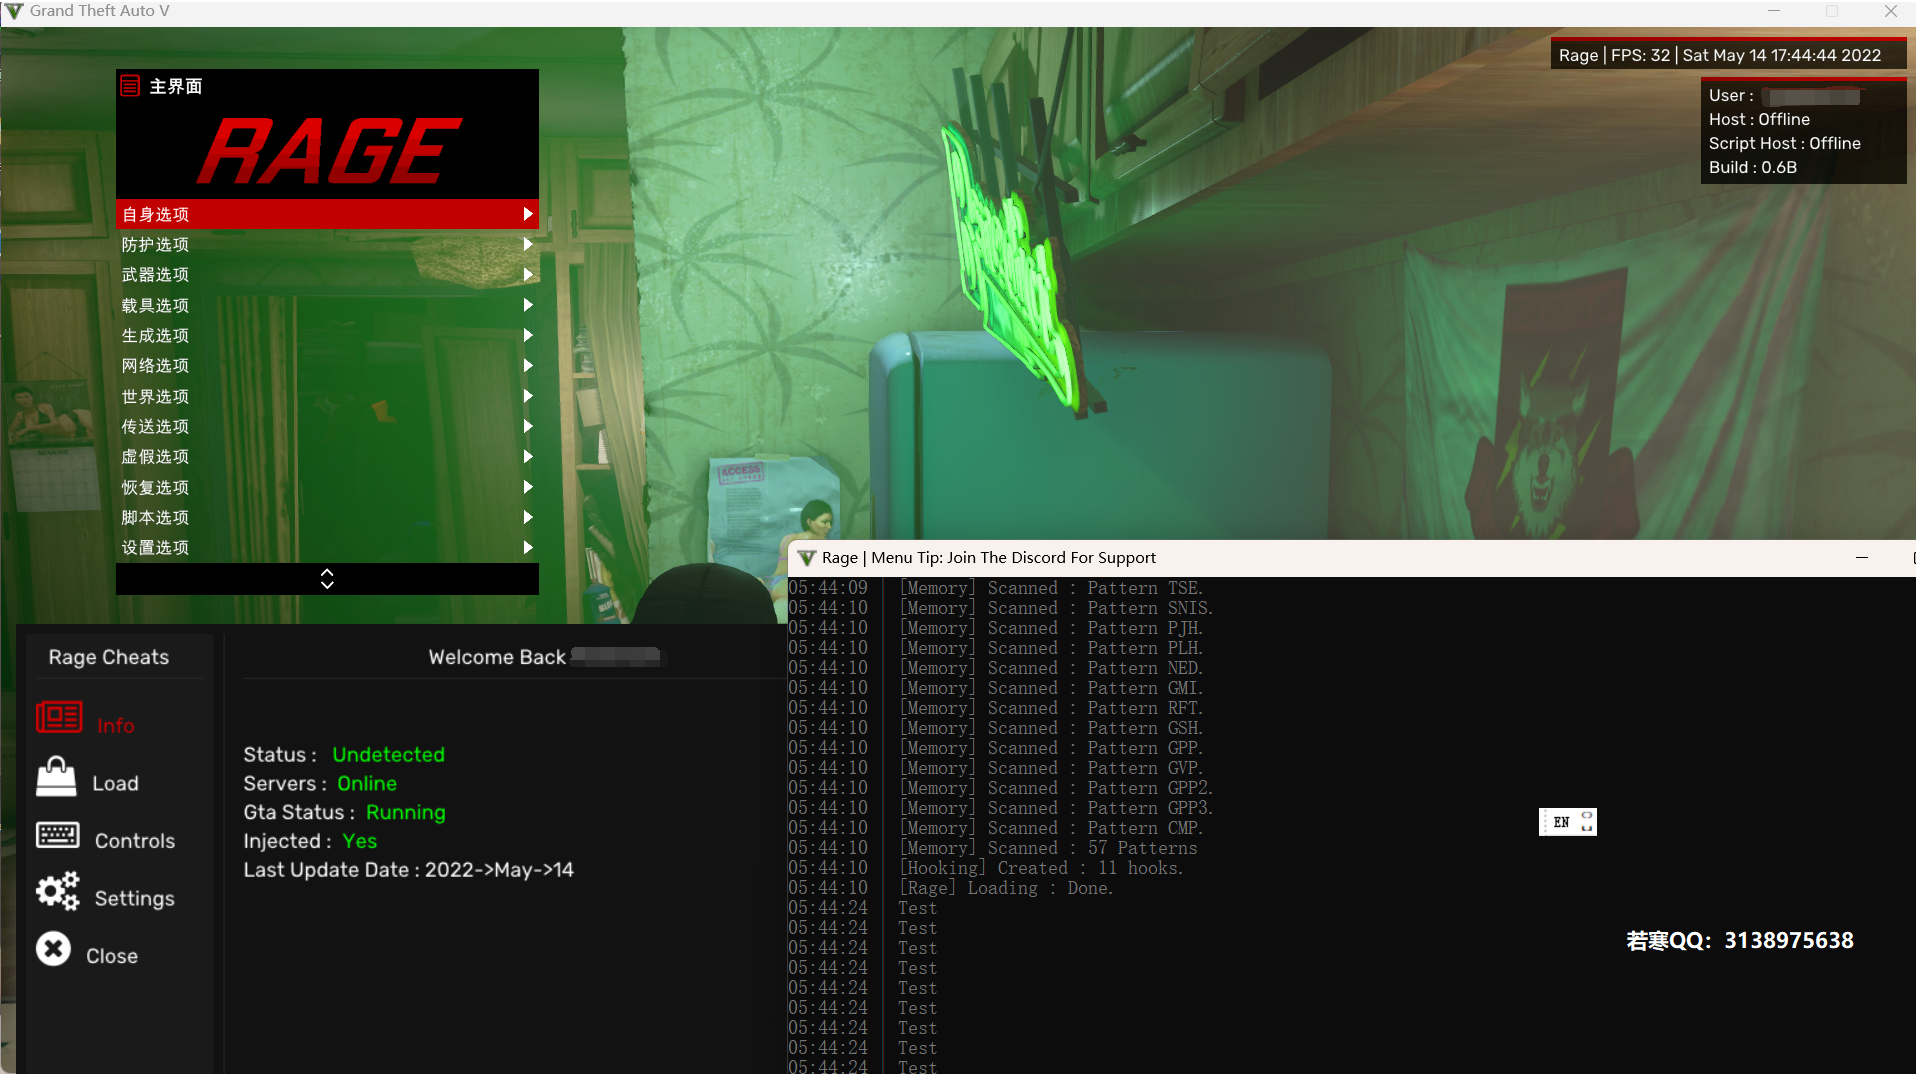 Grand Theft Auto V
Rage | FPS: 32 | Sat May 14 17:44:44 2022
User :
Host : Offline
Script Host : Offline
Build : 0.6B
主界面
RAGE
自身选项
防护选项
武器选项
载具选项
生成选项
网络选项
世界选项
传送选项
虚假选项
恢复选项
脚本选项
设置选项
ACCESS
Rage Cheats
Info
Load
Controls
Settings
Close
Welcome Back
Status : Undetected
Servers : Online
Gta Status : Running
Injected : Yes
Last Update Date : 2022->May->14
Rage | Menu Tip: Join The Discord For Support
05:44:09 [Memory] Scanned : Pattern TSE.
05:44:10 [Memory] Scanned : Pattern SNIS.
05:44:10 [Memory] Scanned : Pattern PJH.
05:44:10 [Memory] Scanned : Pattern PLH.
05:44:10 [Memory] Scanned : Pattern NED.
05:44:10 [Memory] Scanned : Pattern GMI.
05:44:10 [Memory] Scanned : Pattern RFT.
05:44:10 [Memory] Scanned : Pattern GSH.
05:44:10 [Memory] Scanned : Pattern GPP.
05:44:10 [Memory] Scanned : Pattern GVP.
05:44:10 [Memory] Scanned : Pattern GPP2.
05:44:10 [Memory] Scanned : Pattern GPP3.
05:44:10 [Memory] Scanned : Pattern CMP.
05:44:10 [Memory] Scanned : 57 Patterns
05:44:10 [Hooking] Created : 11 hooks.
05:44:10 [Rage] Loading : Done.
05:44:24 Test
05:44:24 Test
05:44:24 Test
05:44:24 Test
05:44:24 Test
05:44:24 Test
05:44:24 Test
05:44:24 Test
05:44:24 Test
EN
若寒QQ：3138975638